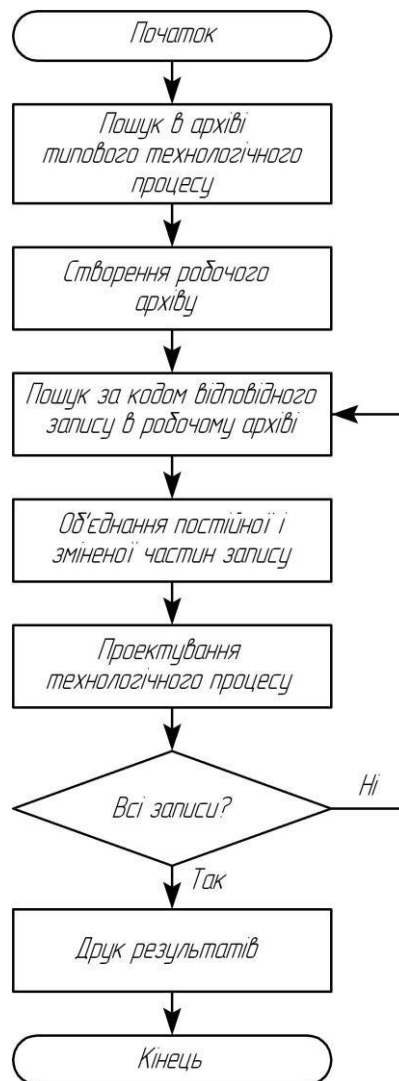 Початок
Пошук в архіві
типового технологічного
процесу
Створення робочого
архіву
Пошук за кодом відповідного
запису в робочому архіві
Об'єднання постійної і
зміненої частин запису
Проектування
технологічного процесу
Всі записи?
Ні
Так
Друк результатів
Кінець